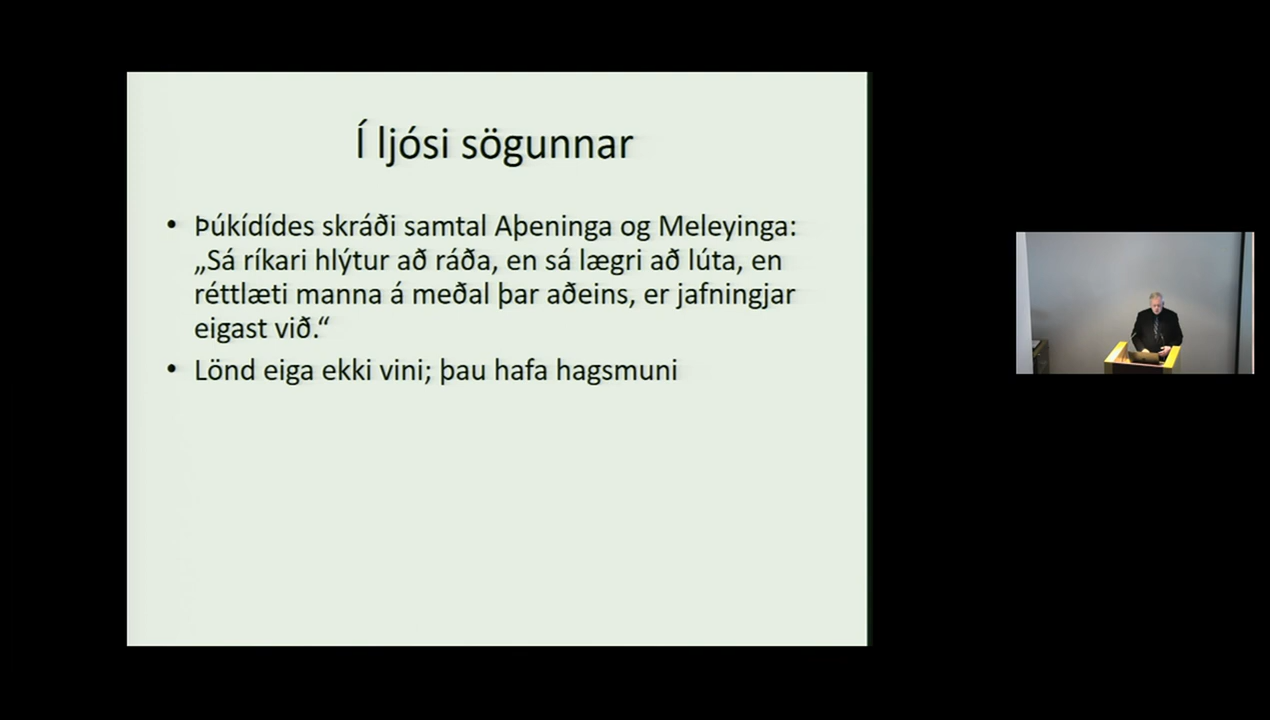 Í ljósi sögunnar
• Þúkídídes skráði samtal Aþeninga og Meleyinga:
„Sá ríkari hlýtur að ráða, en sá lægri að lúta, en
réttlæti manna á meðal þar aðeins, er jafningjar
eigast við.“
• Lönd eiga ekki vini; þau hafa hagsmuni